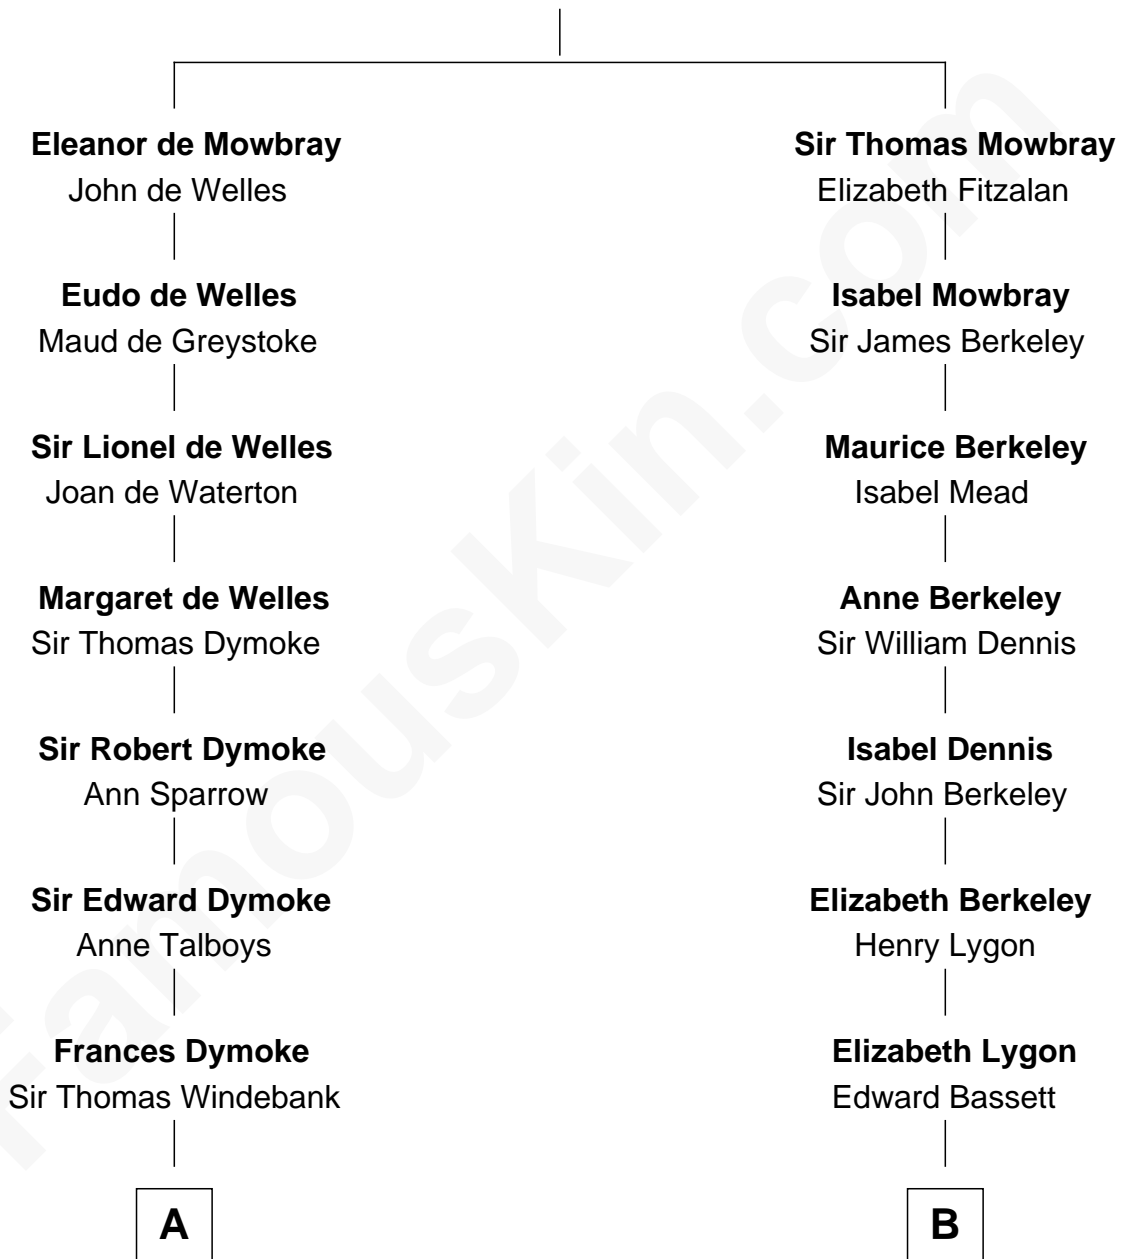 Eleanor de Mowbray
John de Welles
Eudo de Welles
Maud de Greystoke
Sir Lionel de Welles
Joan de Waterton
Margaret de Welles
Sir Thomas Dymoke
Sir Robert Dymoke
Ann Sparrow
Sir Edward Dymoke
Anne Talboys
Frances Dymoke
Sir Thomas Windebank
A
Sir Thomas Mowbray
Elizabeth Fitzalan
Isabel Mowbray
Sir James Berkeley
Maurice Berkeley
Isabel Mead
Anne Berkeley
Sir William Dennis
Isabel Dennis
Sir John Berkeley
Elizabeth Berkeley
Henry Lygon
Elizabeth Lygon
Edward Bassett
B
FamousKin.com